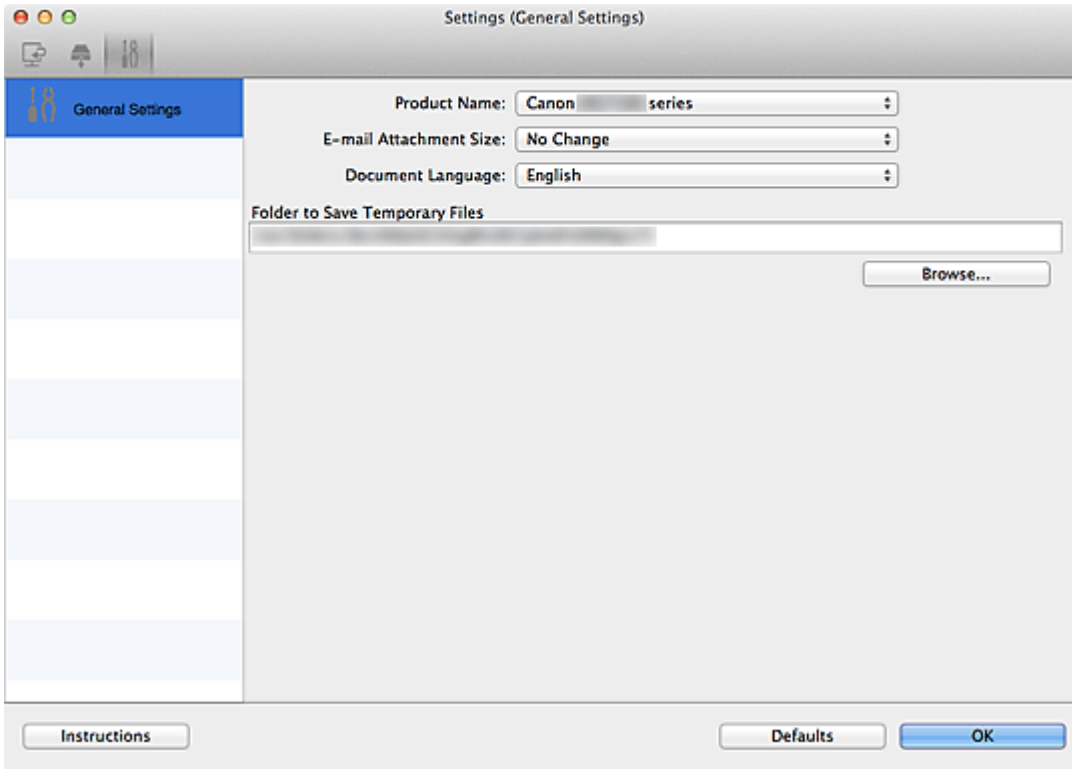 Settings (General Settings)
General Settings
Product Name: Canon series
E-mail Attachment Size: No Change
Document Language: English
Folder to Save Temporary Files
Browse...
Instructions Defaults OK